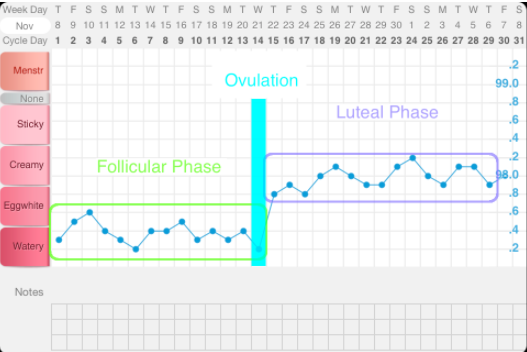 Week Day T F S S M T W T F S S M T W T F S S M T W T F S S M T W T F S
Nov 8 9 10 11 12 13 14 15 16 17 18 19 20 21 22 23 24 25 26 27 28 29 30 1 2 3 4 5 6 7 8
Cycle Day 1 2 3 4 5 6 7 8 9 10 11 12 13 14 15 16 17 18 19 20 21 22 23 24 25 26 27 28 29 30 31
Menstr
.2
Ovulation
99.0
None
.8
Luteal Phase
Sticky
.6
.4
Follicular Phase
Creamy
.2
98.0
Eggwhite
.8
.6
Watery
.4
.2
Notes